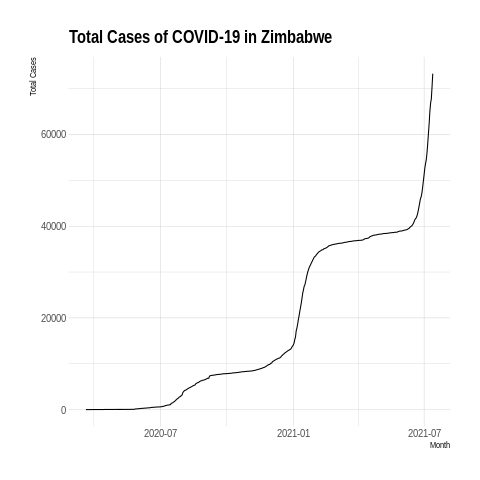 Total Cases of COVID-19 in Zimbabwe
Total Cases
60000
40000
20000
0
2020-07 2021-01 2021-07
Month